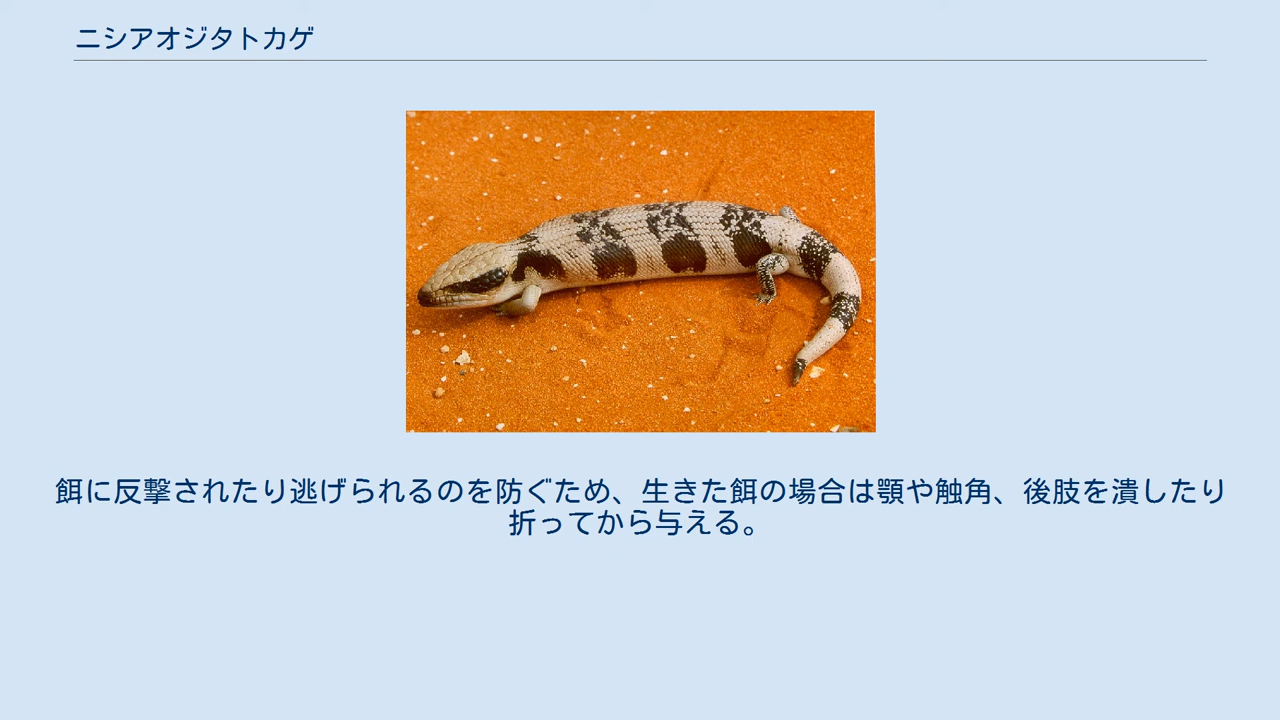 ニシアオジタトカゲ
餌に反撃されたり逃げられるのを防ぐため、生きた餌の場合は顎や触角、後肢を潰したり
折ってから与える。